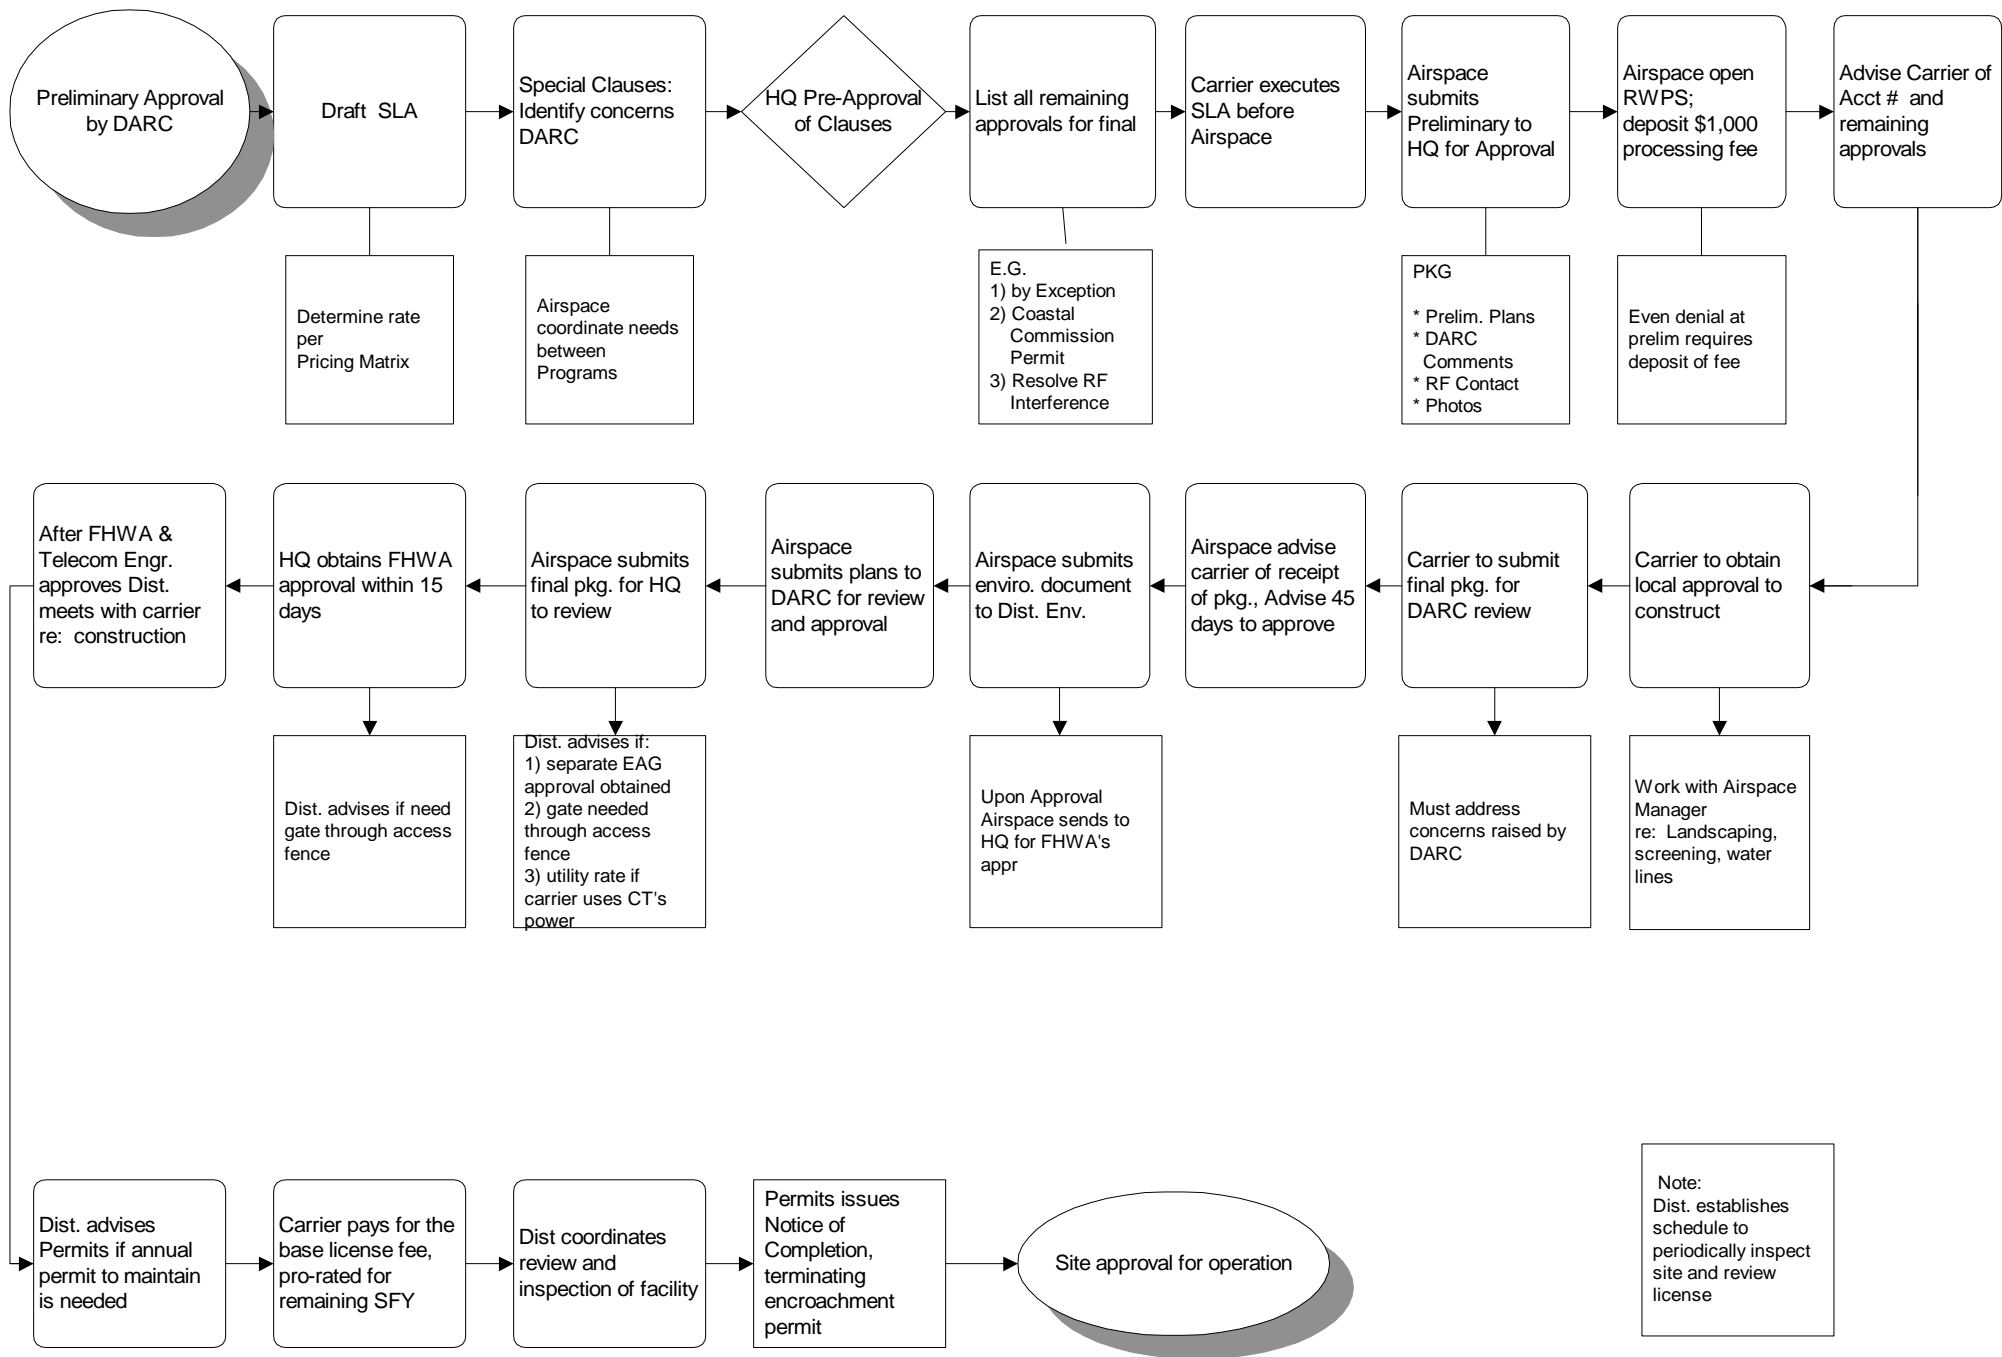 Preliminary Approval
by DARC
Draft SLA
Special Clauses:
Identify concerns
DARC
HQ Pre-Approval
of Clauses
List all remaining
approvals for final
Carrier executes
SLA before
Airspace
Airspace
submits
Preliminary to
HQ for Approval
Airspace open
RWPS;
deposit $1,000
processing fee
Advise Carrier of
Acct # and
remaining
approvals
Determine rate
per
Pricing Matrix
Airspace
coordinate needs
between
Programs
E.G.
1) by Exception
2) Coastal
Commission
Permit
3) Resolve RF
Interference
PKG
* Prelim. Plans
* DARC
Comments
* RF Contact
* Photos
Even denial at
prelim requires
deposit of fee
After FHWA &
Telecom Engr.
approves Dist.
meets with carrier
re: construction
HQ obtains FHWA
approval within 15
days
Airspace submits
final pkg. for HQ
to review
Airspace
submits plans to
DARC for review
and approval
Airspace submits
enviro. document
to Dist. Env.
Airspace advise
carrier of receipt
of pkg., Advise 45
days to approve
Carrier to submit
final pkg. for
DARC review
Carrier to obtain
local approval to
construct
Dist. advises if need
gate through access
fence
Dist. advises if:
1) separate EAG
approval obtained
2) gate needed
through access
fence
3) utility rate if
carrier uses CT's
power
Upon Approval
Airspace sends to
HQ for FHWA's
appr
Must address
concerns raised by
DARC
Work with Airspace
Manager
re: Landscaping,
screening, water
lines
Dist. advises
Permits if annual
permit to maintain
is needed
Carrier pays for the
base license fee,
pro-rated for
remaining SFY
Dist coordinates
review and
inspection of facility
Permits issues
Notice of
Completion,
terminating
encroachment
permit
Site approval for operation
Note:
Dist. establishes
schedule to
periodically inspect
site and review
license